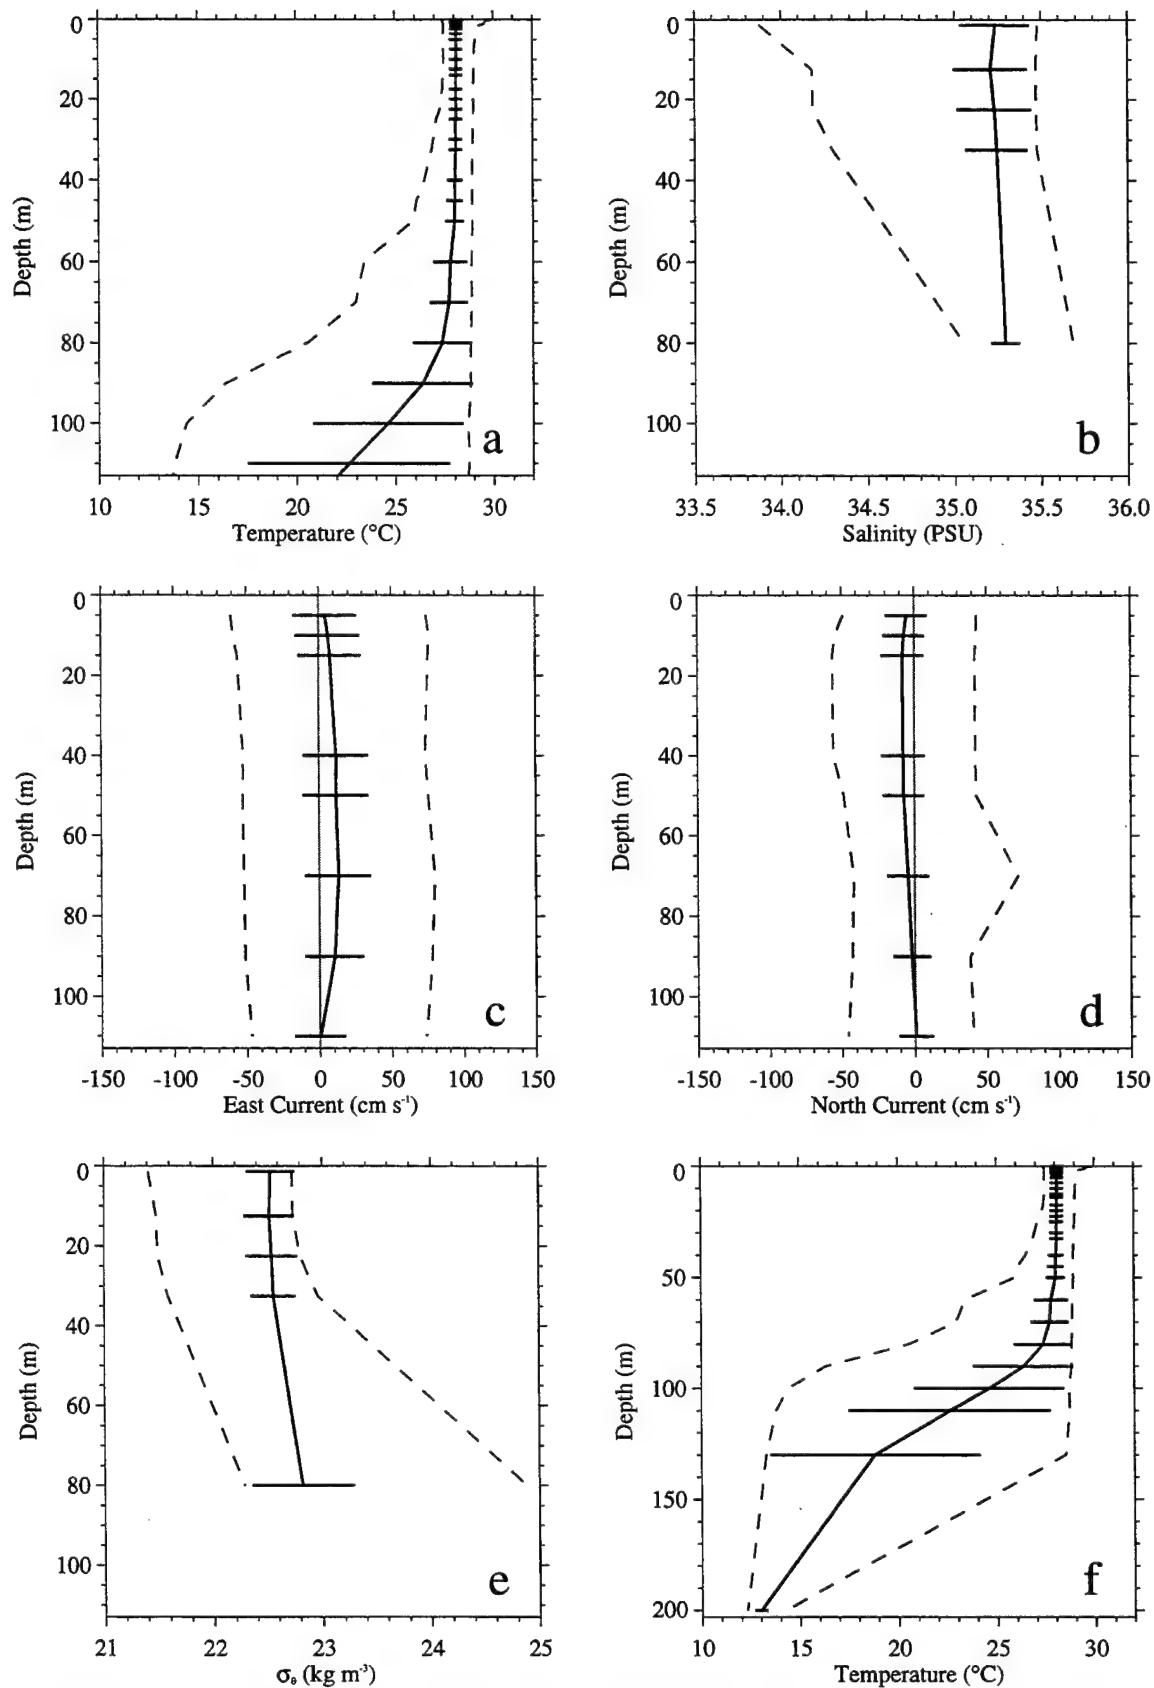 0
20
40
60
80
100
Depth (m)
a
10 15 20 25 30
Temperature (°C)
0
20
40
60
80
100
Depth (m)
b
33.5 34.0 34.5 35.0 35.5 36.0
Salinity (PSU)
0
20
40
60
80
100
Depth (m)
c
-150 -100 -50 0 50 100 150
East Current (cm s⁻¹)
0
20
40
60
80
100
Depth (m)
d
-150 -100 -50 0 50 100 150
North Current (cm s⁻¹)
0
20
40
60
80
100
Depth (m)
e
21 22 23 24 25
σθ (kg m⁻³)
0
50
100
150
200
Depth (m)
f
10 15 20 25 30
Temperature (°C)